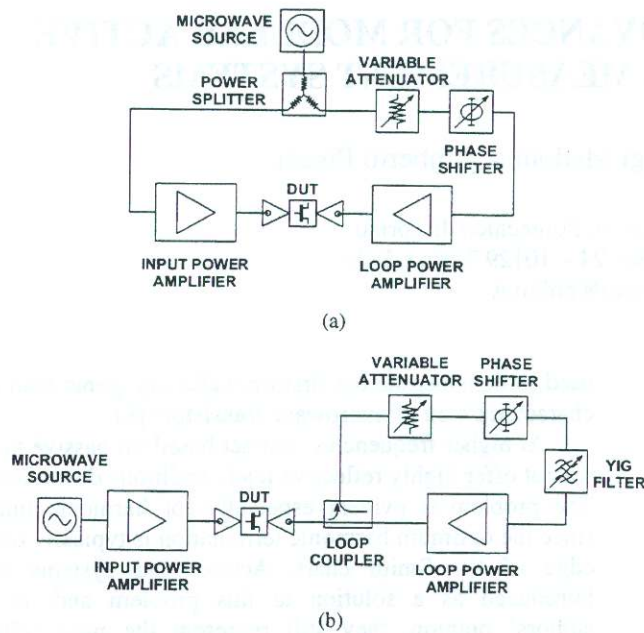 MICROWAVE
SOURCE
POWER
SPLITTER
VARIABLE
ATTENUATOR
PHASE
SHIFTER
DUT
INPUT POWER
AMPLIFIER
LOOP POWER
AMPLIFIER
(a)
VARIABLE
ATTENUATOR
PHASE
SHIFTER
MICROWAVE
SOURCE
DUT
YIG
FILTER
INPUT POWER
AMPLIFIER
LOOP
COUPLER
LOOP POWER
AMPLIFIER
(b)